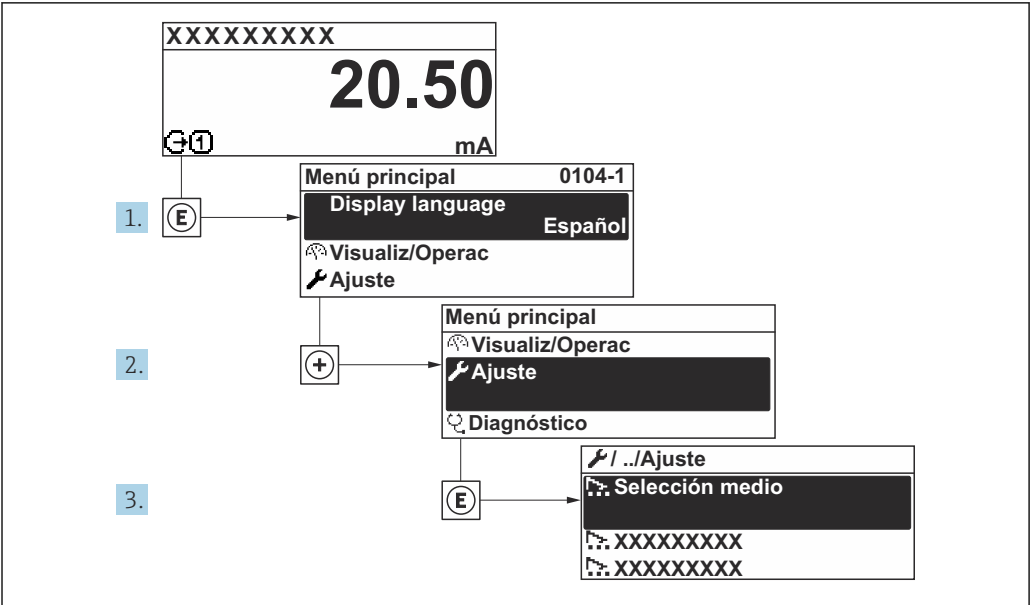 XXXXXXXXX
20.50
mA
1.
E
Menú principal 0104-1
Display language
Español
Visualiz/Operac
Ajuste
2.
+
Menú principal
Visualiz/Operac
Ajuste
Diagnóstico
3.
E
/ ../Ajuste
Selección medio
XXXXXXXXX
XXXXXXXXX